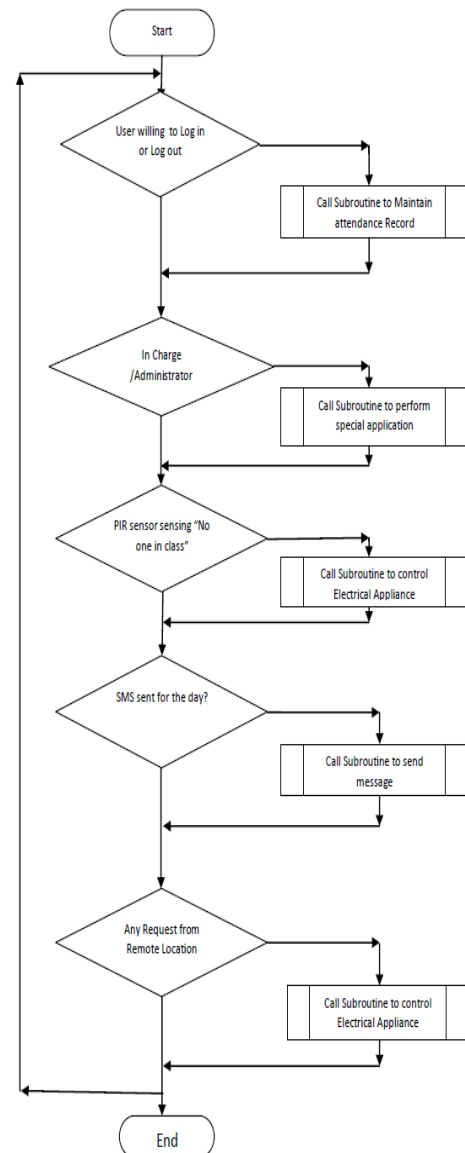 Start
User willing to Log in
or Log out
Call Subroutine to Maintain
attendance Record
In Charge
/Administrator
Call Subroutine to perform
special application
PIR sensor sensing “No
one in class”
Call Subroutine to control
Electrical Appliance
SMS sent for the day?
Call Subroutine to send
message
Any Request from
Remote Location
Call Subroutine to control
Electrical Appliance
End